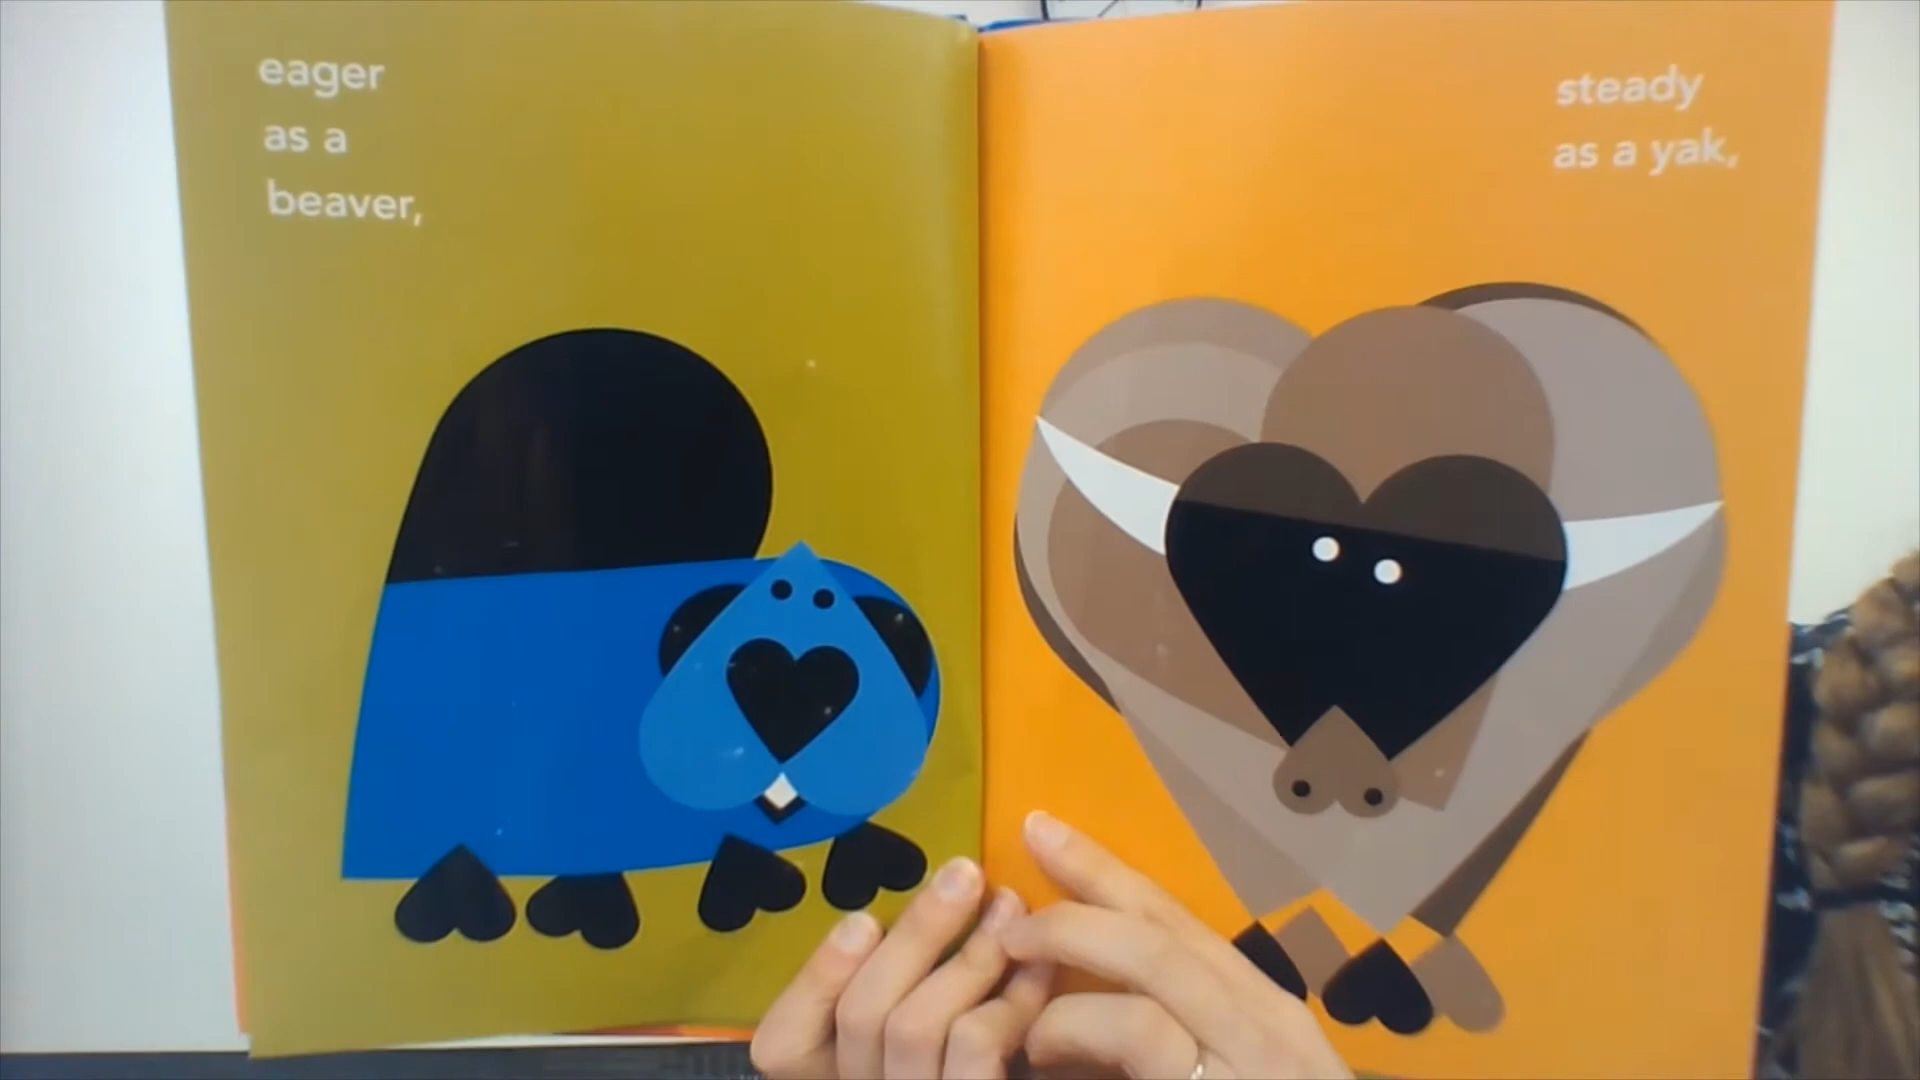 eager
as a
beaver,
steady
as a yak,